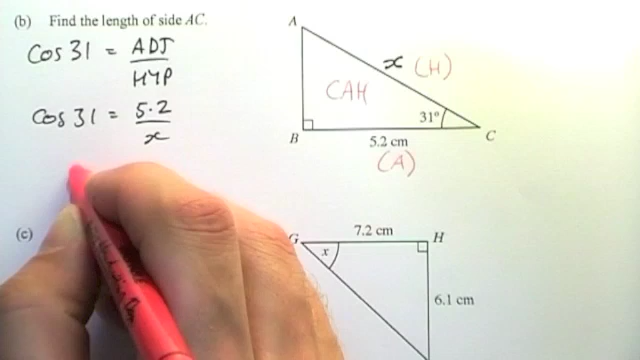 (b) Find the length of side AC.
Cos 31 = ADJ
HYP
Cos 31 = 5.2
x
A
x (H)
CAH
31°
B
5.2 cm
C
(A)
(c)
G
7.2 cm
H
x
6.1 cm